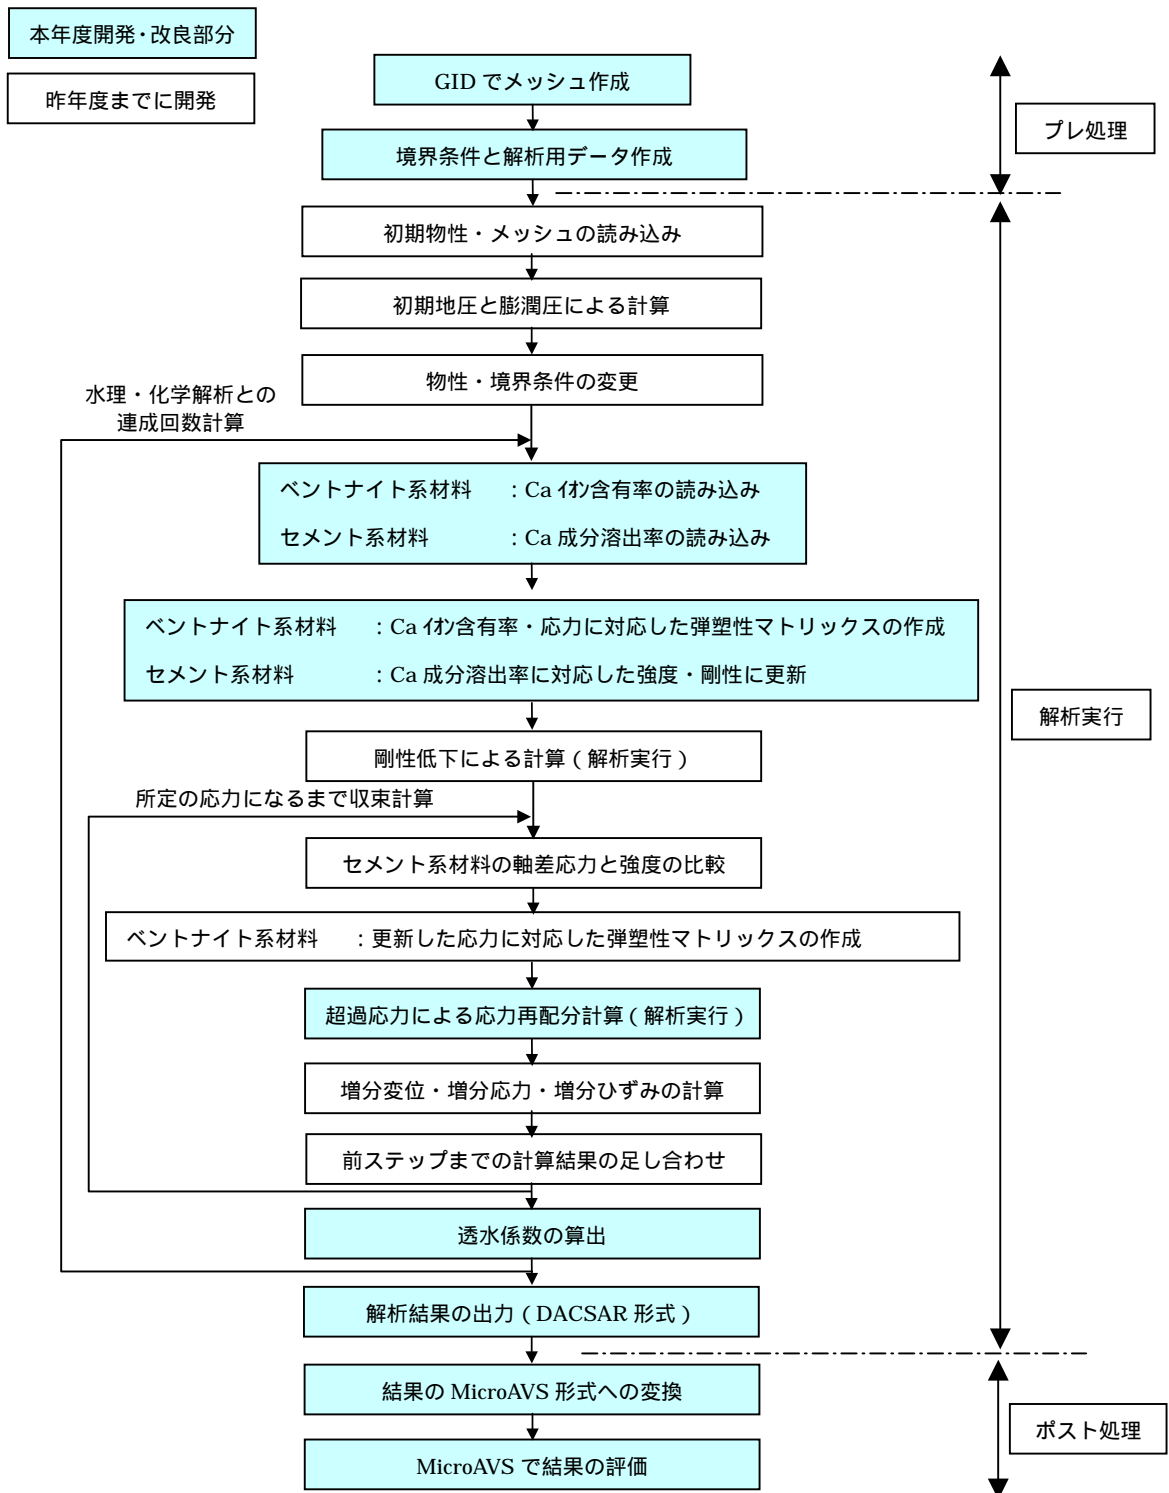 本年度開発・改良部分
昨年度までに開発
GID でメッシュ作成
プレ処理
境界条件と解析用データ作成
初期物性・メッシュの読み込み
初期地圧と膨潤圧による計算
物性・境界条件の変更
水理・化学解析との
連成回数計算
ベントナイト系材料 ：Ca ｲｵﾝ含有率の読み込み
セメント系材料 ：Ca 成分溶出率の読み込み
ベントナイト系材料 ：Ca ｲｵﾝ含有率・応力に対応した弾塑性マトリックスの作成
セメント系材料 ：Ca 成分溶出率に対応した強度・剛性に更新
解析実行
剛性低下による計算（解析実行）
所定の応力になるまで収束計算
セメント系材料の軸差応力と強度の比較
ベントナイト系材料 ：更新した応力に対応した弾塑性マトリックスの作成
超過応力による応力再配分計算（解析実行）
増分変位・増分応力・増分ひずみの計算
前ステップまでの計算結果の足し合わせ
透水係数の算出
解析結果の出力（DACSAR 形式）
結果の MicroAVS 形式への変換
ポスト処理
MicroAVS で結果の評価